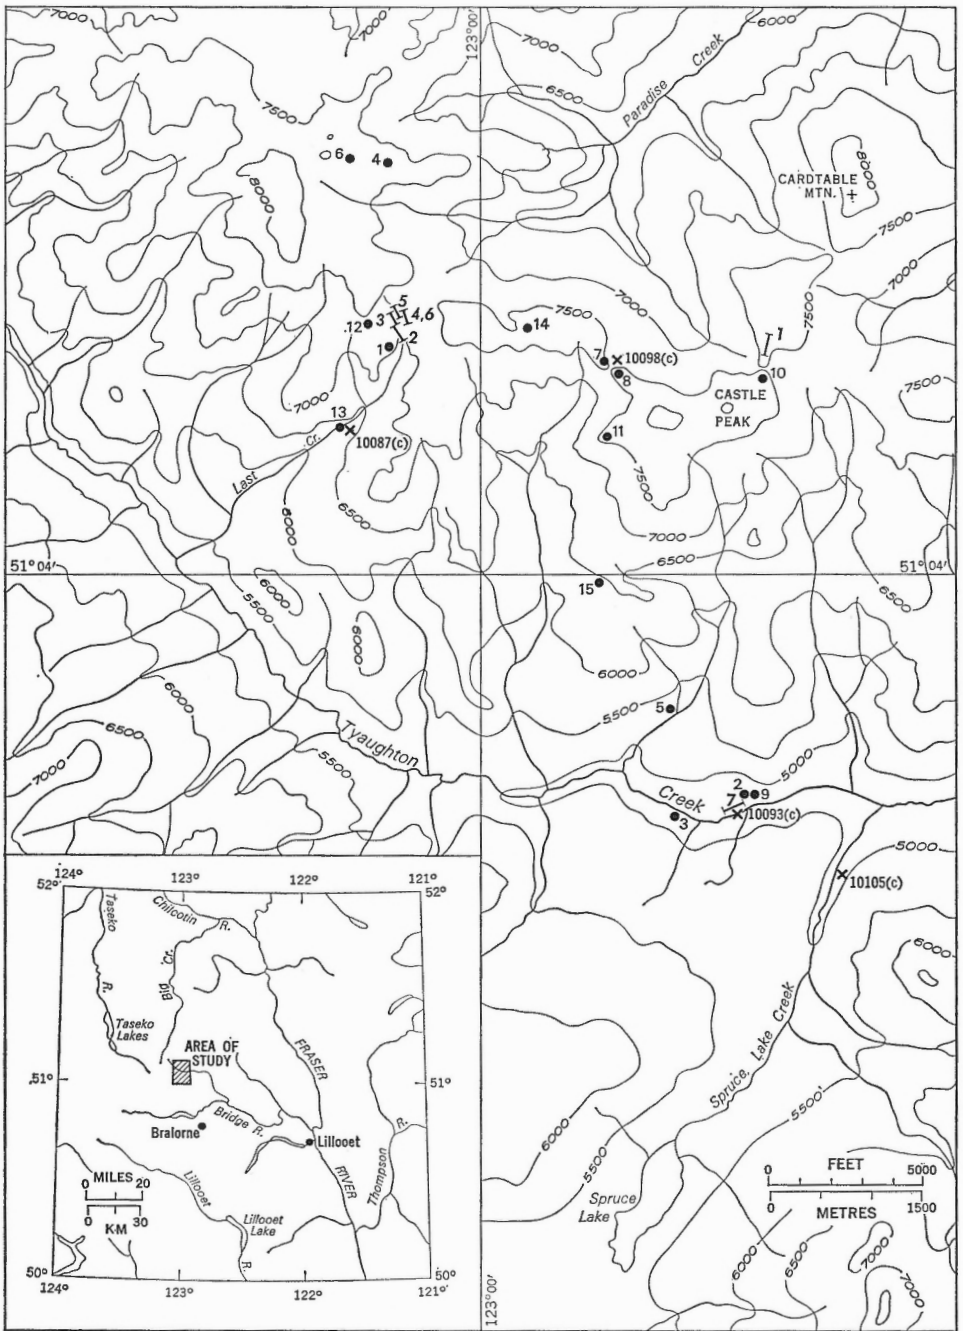 7000
7000
123°00'
7000
6000
Paradise Creek
6500
7500
6
4
8000
CARDTABLE
MTN.
8000
7500
7000
7000
7500
7500
5
.12
3
4,6
2
1
14
7500
7
10098(c)
8
1
10
7500
CASTLE
PEAK
7000
13
10087(c)
Last Cr.
11
7500
6500
6000
7000
6500
51° 04'
51° 04'
6000
5500
6000
15
6500
6000
6000
6500
7000
5500
Tyaughton
Creek
5500
5
5000
2
9
7
10093(c)
3
5000
10105(c)
6000
Spruce Lake Creek
5500'
6000
5500
Spruce
Lake
6000
6500
7000
7000
0 FEET 5000
0 METRES 1500
123°00'
124° 123° 122° 121°
52° 52°
Taseko
R.
Chilcotin
R.
Big Cr.
Taseko
Lakes
AREA OF
STUDY
FRASER
RIVER
.51° 51°
Bridge R.
Bralorne
Lillooet
Thompson
R.
MILES
0 20
0 30
KM
Lillooet
R.
Lillooet
Lake
50° 50°
124° 123° 122° 121°